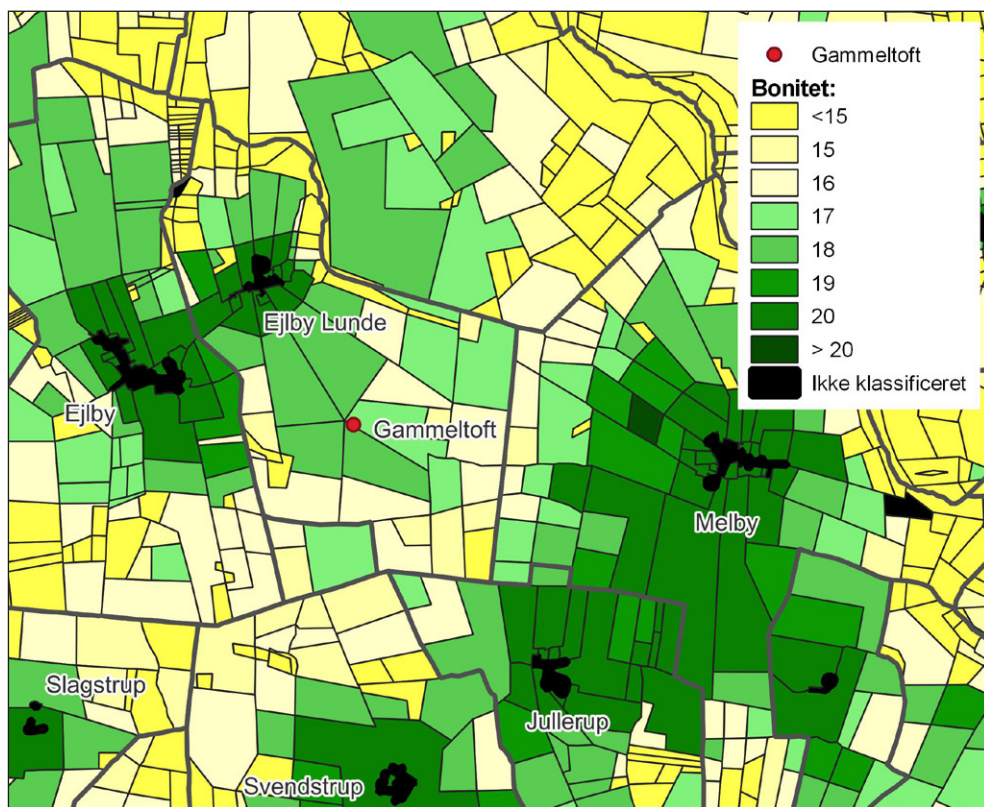 Gammeltoft
Bonitet:
<15
15
16
17
18
19
20
> 20
Ikke klassificeret
Ejlby Lunde
Ejlby
Gammeltoft
Melby
Slagstrup
Jullerup
Svendstrup